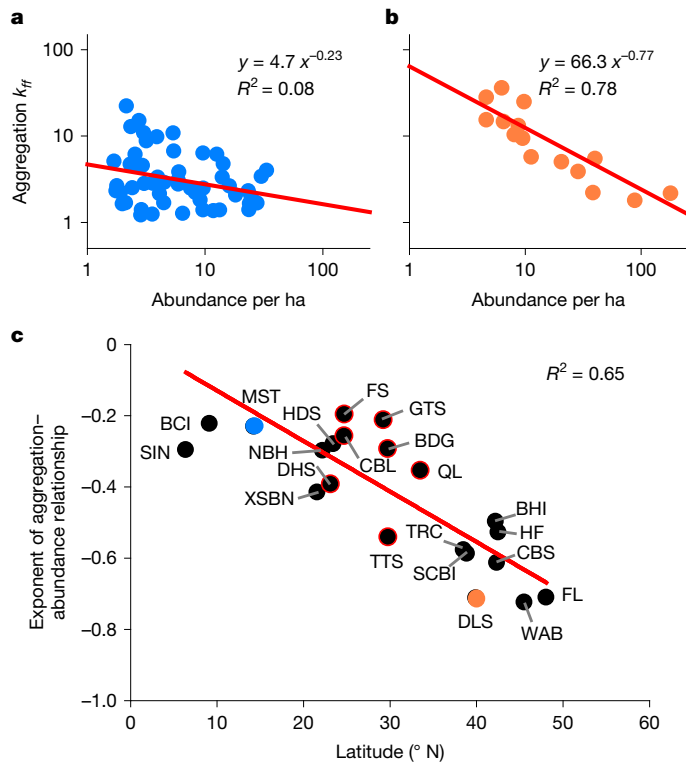 a
y = 4.7 x^−0.23
R² = 0.08
Aggregation k_ff
100
10
1
1
10
100
Abundance per ha
b
y = 66.3 x^−0.77
R² = 0.78
1
10
100
Abundance per ha
c
R² = 0.65
Exponent of aggregation–
abundance relationship
0
−0.2
−0.4
−0.6
−0.8
−1.0
MST
FS
GTS
BCI
HDS
SIN
NBH
CBL
BDG
DHS
QL
XSBN
BHI
TRC
HF
TTS
SCBI
CBS
DLS
FL
WAB
0
10
20
30
40
50
60
Latitude (° N)